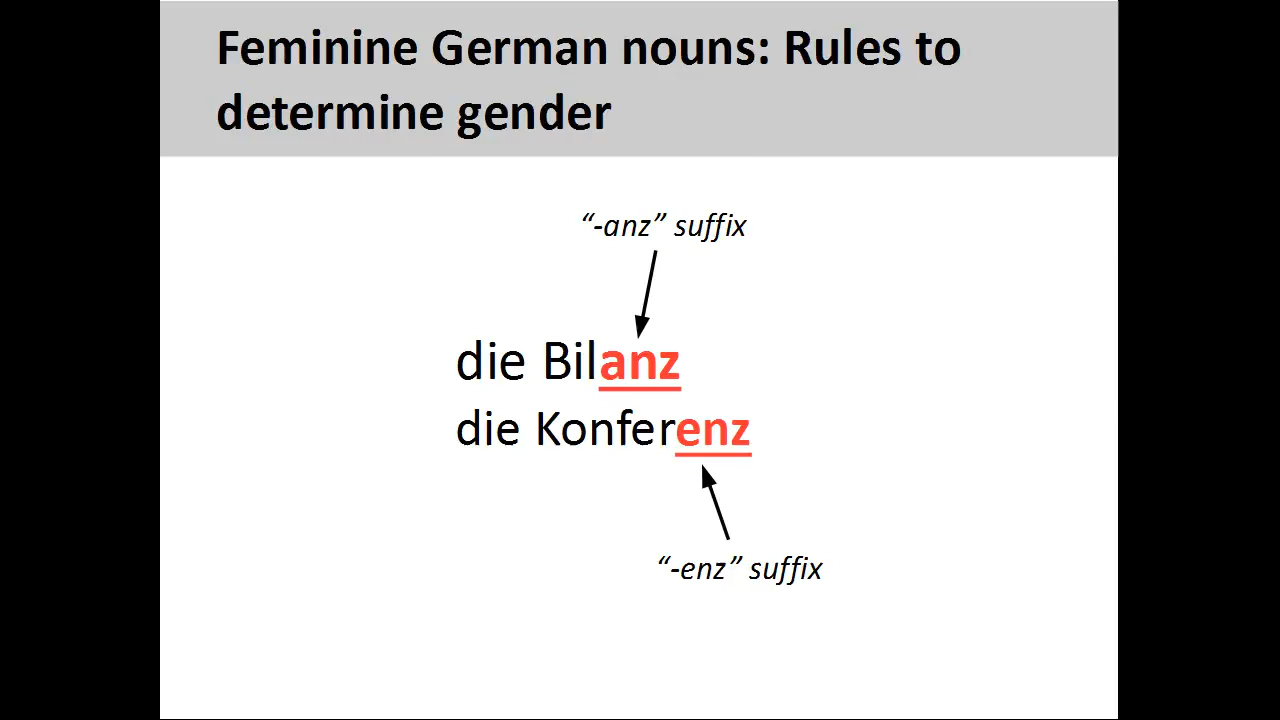 Feminine German nouns: Rules to
determine gender
“-anz” suffix
die Bilanz
die Konferenz
“-enz” suffix